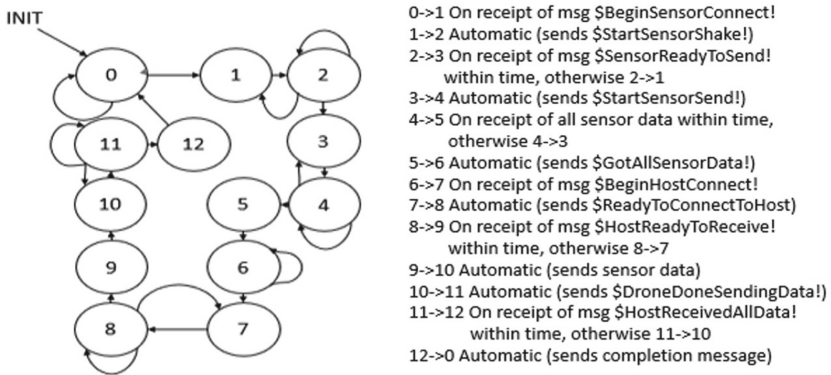 INIT
0
1
2
11
12
3
10
5
4
9
6
8
7
0->1 On receipt of msg $BeginSensorConnect!
1->2 Automatic (sends $StartSensorShake!)
2->3 On receipt of msg $SensorReadyToSend!
within time, otherwise 2->1
3->4 Automatic (sends $StartSensorSend!)
4->5 On receipt of all sensor data within time,
otherwise 4->3
5->6 Automatic (sends $GotAllSensorData!)
6->7 On receipt of msg $BeginHostConnect!
7->8 Automatic (sends $ReadyToConnectToHost)
8->9 On receipt of msg $HostReadyToReceive!
within time, otherwise 8->7
9->10 Automatic (sends sensor data)
10->11 Automatic (sends $DroneDoneSendingData!)
11->12 On receipt of msg $HostReceivedAllData!
within time, otherwise 11->10
12->0 Automatic (sends completion message)